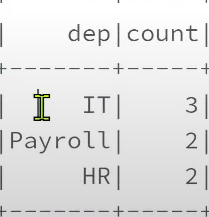 |     dep|count|
+--------+-----+
|      IT|    3|
|Payroll|    2|
|      HR|    2|
+--------+-----+